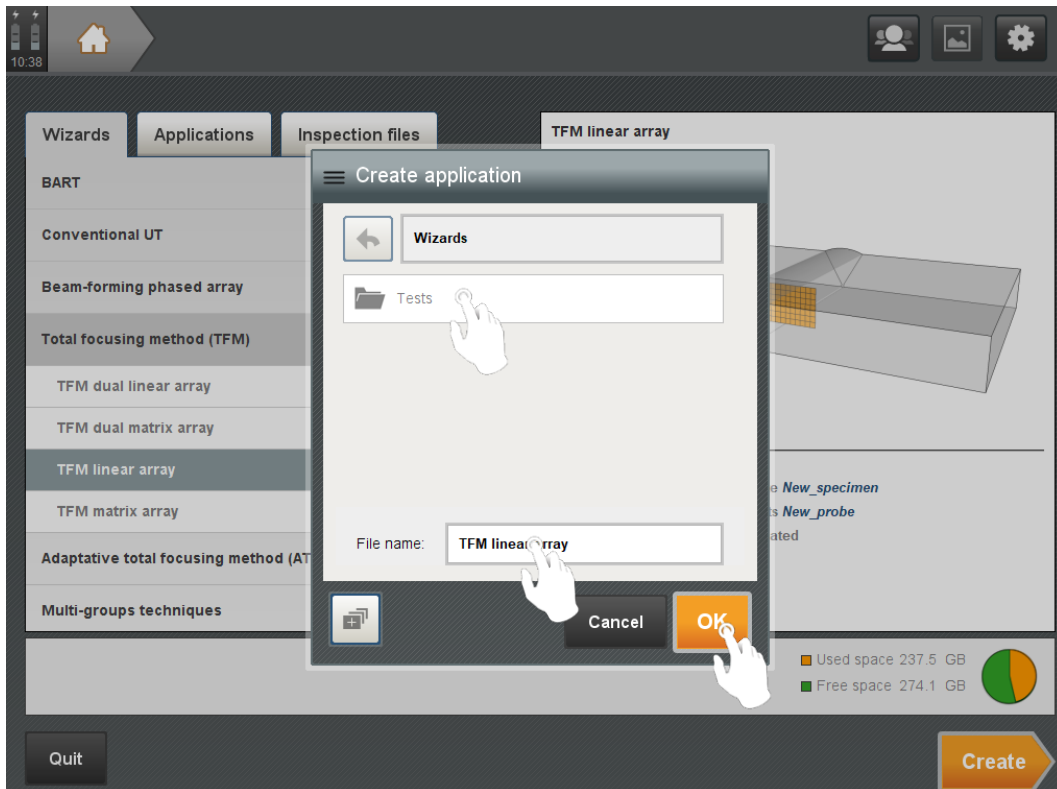 10:38
Wizards
Applications
Inspection files
TFM linear array
BART
Conventional UT
Beam-forming phased array
Total focusing method (TFM)
TFM dual linear array
TFM dual matrix array
TFM linear array
TFM matrix array
Adaptative total focusing method (AT
Multi-groups techniques
Create application
Wizards
Tests
File name:
TFM linear array
Cancel
OK
e New_specimen
s New_probe
ated
Used space 237.5 GB
Free space 274.1 GB
Quit
Create